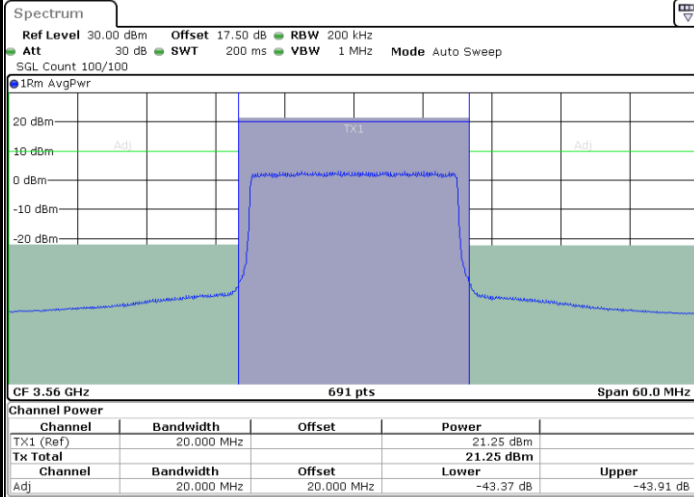 Spectrum
Ref Level 30.00 dBm Offset 17.50 dB RBW 200 kHz
Att 30 dB SWT 200 ms VBW 1 MHz Mode Auto Sweep
SGL Count 100/100
1Rm AvgPwr
20 dBm
TX1
Adj Adj
10 dBm
0 dBm
-10 dBm
-20 dBm
CF 3.56 GHz 691 pts Span 60.0 MHz
Channel Power
Channel Bandwidth Offset Power
TX1 (Ref) 20.000 MHz 21.25 dBm
Tx Total 21.25 dBm
Channel Bandwidth Offset Lower Upper
Adj 20.000 MHz 20.000 MHz -43.37 dB -43.91 dB